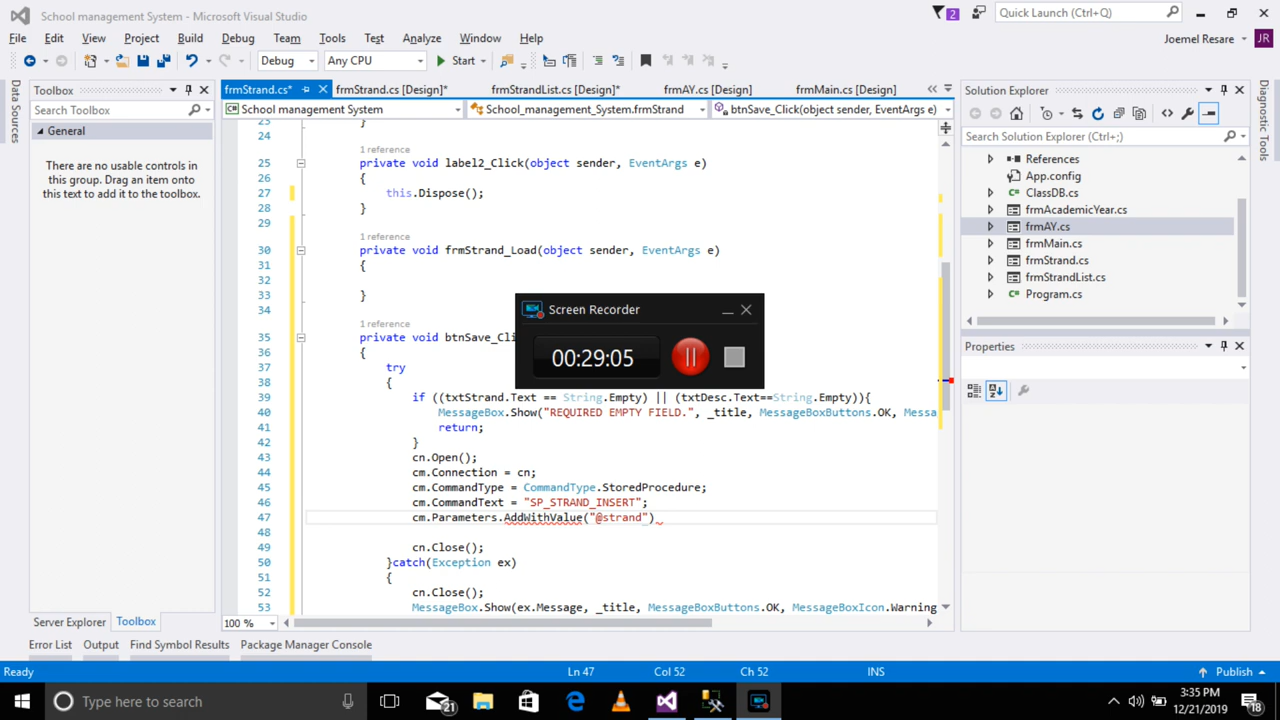 School management System - Microsoft Visual Studio
2
Quick Launch (Ctrl+Q)
File Edit View Project Build Debug Team Tools Test Analyze Window Help
Joemel Resare JR
Debug Any CPU Start
Data Sources
Toolbox
Search Toolbox
General
There are no usable controls in
this group. Drag an item onto
this text to add it to the toolbox.
frmStrand.cs* frmStrand.cs [Design]* frmStrandList.cs [Design]* frmAY.cs [Design] frmMain.cs [Design]
School management System School_management_System.frmStrand btnSave_Click(object sender, EventArgs e)
23 }
24
1 reference
25 private void label2_Click(object sender, EventArgs e)
26 {
27 this.Dispose();
28 }
29
1 reference
30 private void frmStrand_Load(object sender, EventArgs e)
31 {
32
33 }
34
1 reference
35 private void btnSave_Cli
36 {
37 try
38 {
39 if ((txtStrand.Text == String.Empty) || (txtDesc.Text==String.Empty)){
40 MessageBox.Show("REQUIRED EMPTY FIELD.", _title, MessageBoxButtons.OK, Messa
41 return;
42 }
43 cn.Open();
44 cm.Connection = cn;
45 cm.CommandType = CommandType.StoredProcedure;
46 cm.CommandText = "SP_STRAND_INSERT";
47 cm.Parameters.AddWithValue("@strand")
48
49 cn.Close();
50 }catch(Exception ex)
51 {
52 cn.Close();
53 MessageBox.Show(ex.Message, _title, MessageBoxButtons.OK, MessageBoxIcon.Warning
100 %
Screen Recorder
00:29:05
Solution Explorer
Search Solution Explorer (Ctrl+;)
References
App.config
ClassDB.cs
frmAcademicYear.cs
frmAY.cs
frmMain.cs
frmStrand.cs
frmStrandList.cs
Program.cs
Properties
Diagnostic Tools
Server Explorer Toolbox
Error List Output Find Symbol Results Package Manager Console
Ready Ln 47 Col 52 Ch 52 INS Publish
Type here to search
21
3:35 PM
12/21/2019
18